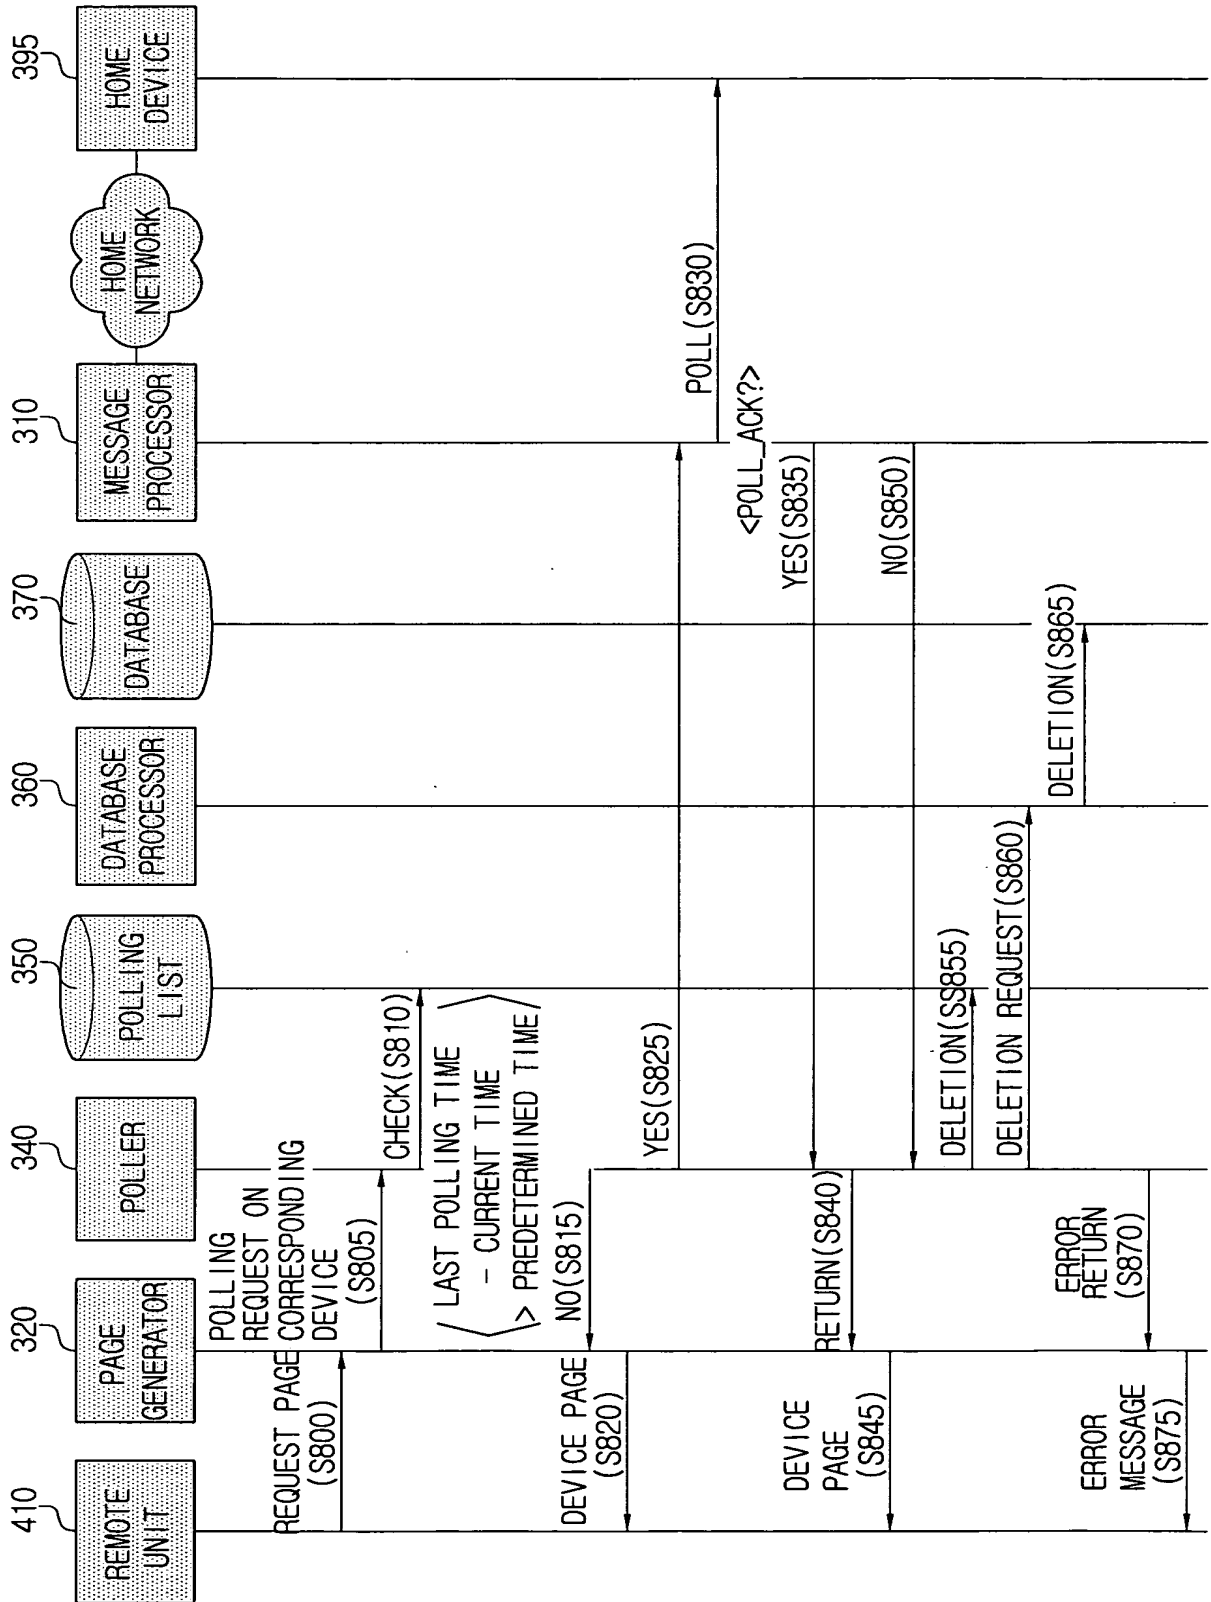 410
REMOTE
UNIT
320
PAGE
GENERATOR
340
POLLER
350
POLLING
LIST
360
DATABASE
PROCESSOR
370
DATABASE
310
MESSAGE
PROCESSOR
HOME
NETWORK
395
HOME
DEVICE
REQUEST PAGE
(S800)
POLLING
REQUEST ON
CORRESPONDING
DEVICE
(S805)
CHECK(S810)
LAST POLLING TIME
- CURRENT TIME
> PREDETERMINED TIME
NO(S815)
DEVICE PAGE
(S820)
YES(S825)
POLL(S830)
<POLL_ACK?>
YES(S835)
RETURN(S840)
DEVICE
PAGE
(S845)
NO(S850)
DELETION(SS855)
DELETION REQUEST(S860)
DELETION(S865)
ERROR
RETURN
(S870)
ERROR
MESSAGE
(S875)